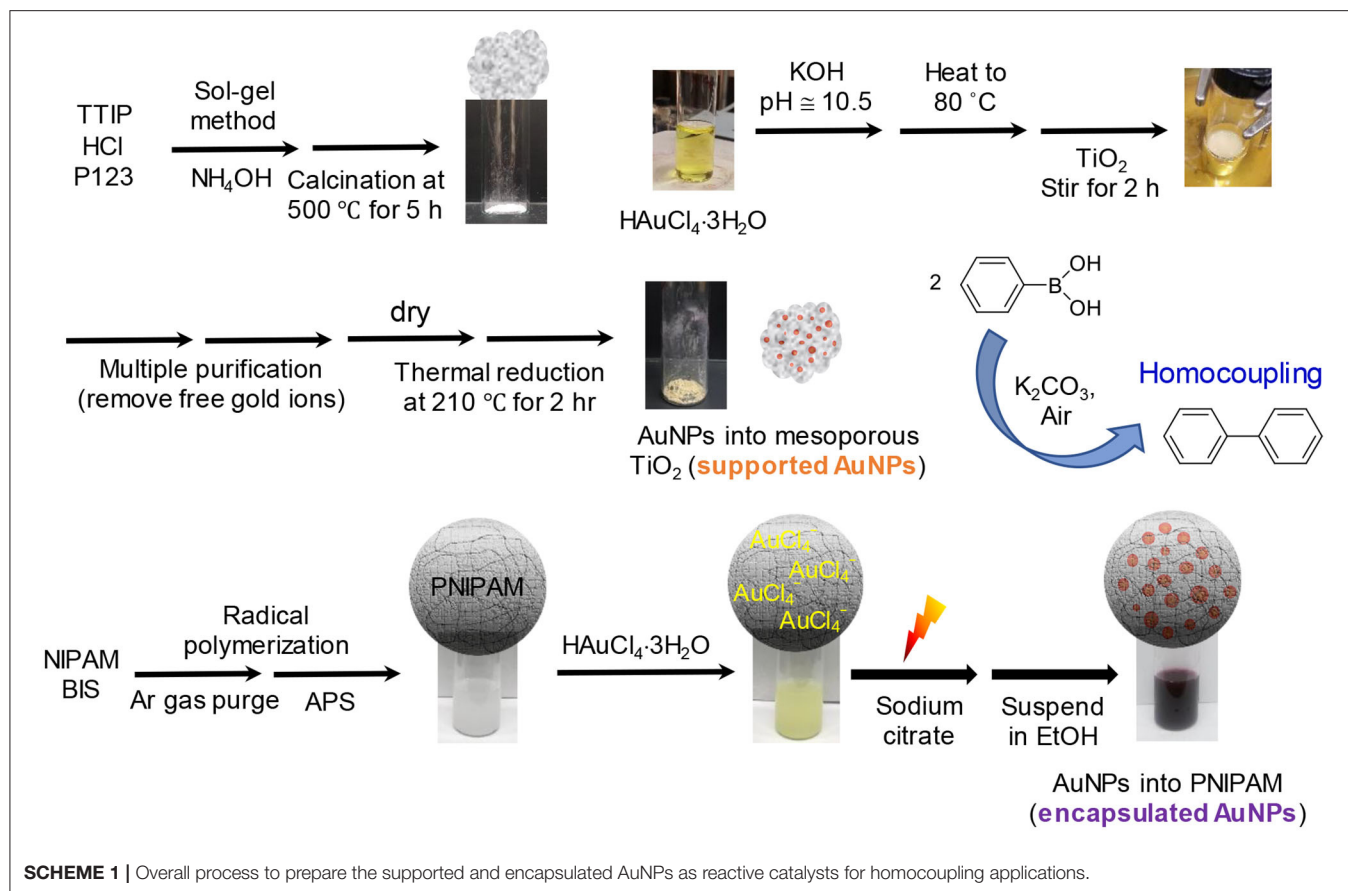 TTIP
HCl
P123
Sol-gel
method
NH₄OH
Calcination at
500 ℃ for 5 h
HAuCl₄·3H₂O
KOH
pH ≅ 10.5
Heat to
80 °C
TiO₂
Stir for 2 h
Multiple purification
(remove free gold ions)
dry
Thermal reduction
at 210 ℃ for 2 hr
AuNPs into mesoporous
TiO₂ (supported AuNPs)
2
B
OH
OH
K₂CO₃,
Air
Homocoupling
NIPAM
BIS
Radical
polymerization
Ar gas purge
APS
PNIPAM
HAuCl₄·3H₂O
AuCl₄⁻
AuCl₄⁻
AuCl₄⁻
AuCl₄⁻
Sodium
citrate
Suspend
in EtOH
AuNPs into PNIPAM
(encapsulated AuNPs)
SCHEME 1 | Overall process to prepare the supported and encapsulated AuNPs as reactive catalysts for homocoupling applications.